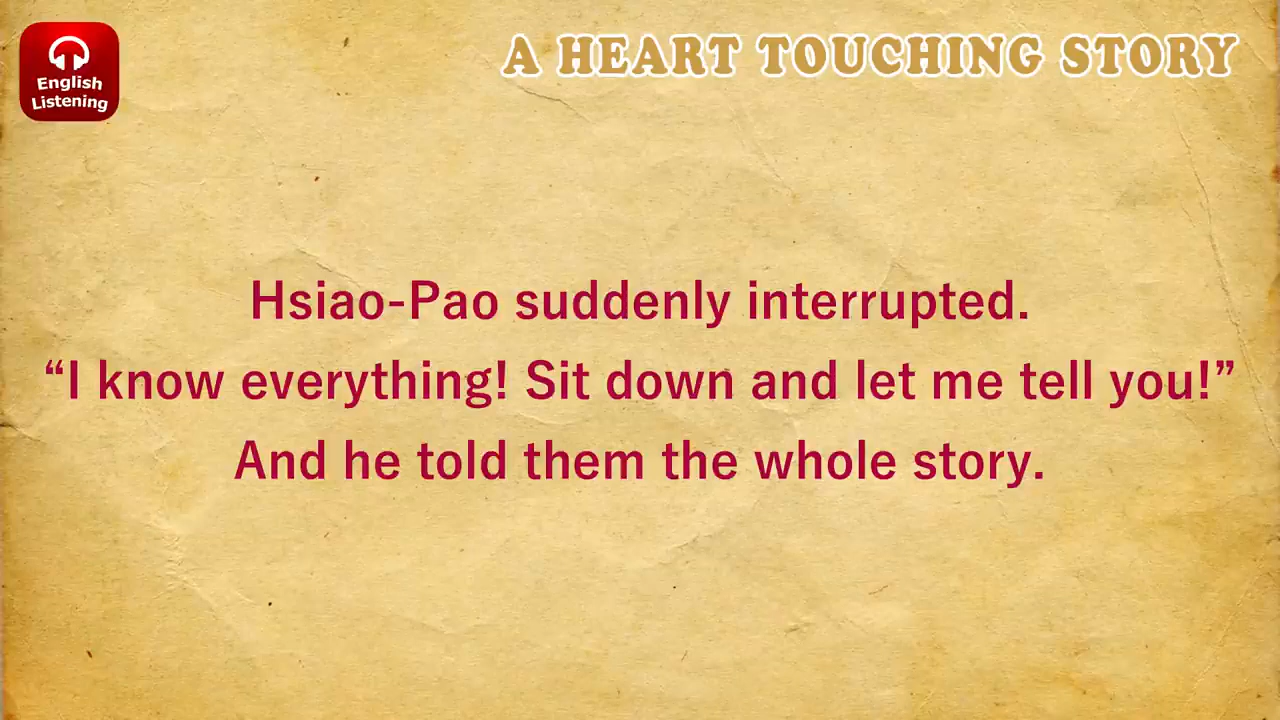 English
Listening
A HEART TOUCHING STORY
Hsiao-Pao suddenly interrupted.
“I know everything! Sit down and let me tell you!”
And he told them the whole story.